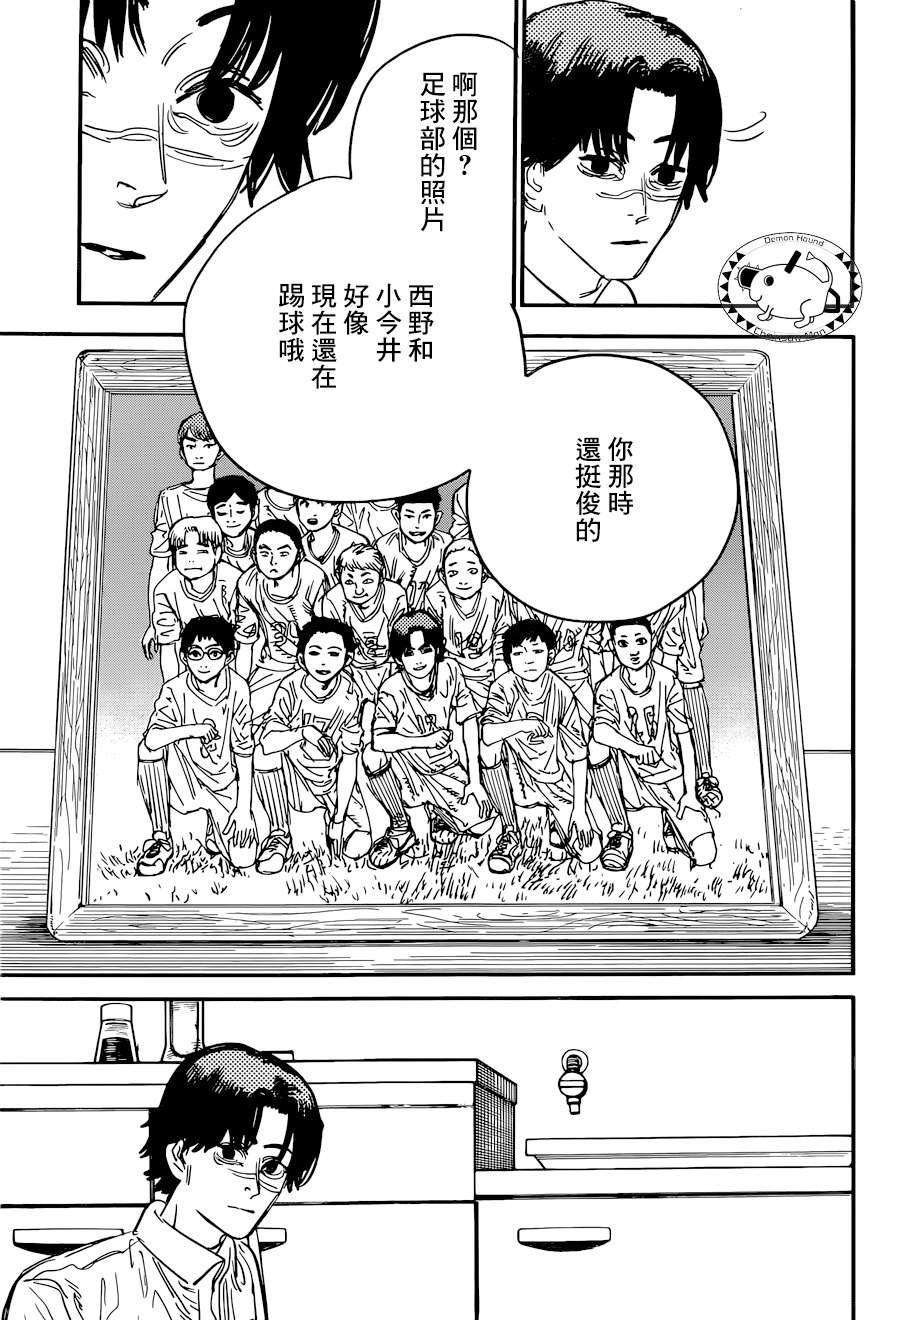 啊那個?
足球部的照片
西野和
小今井
好像
現在還在
踢球哦
你那時
還挺俊的
Demon Hound
Chainsaw Man